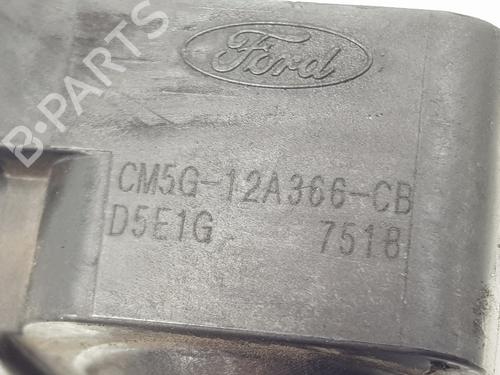 Ford
B-PARTS
CM5G-12A366-CB
D5E1G 7518